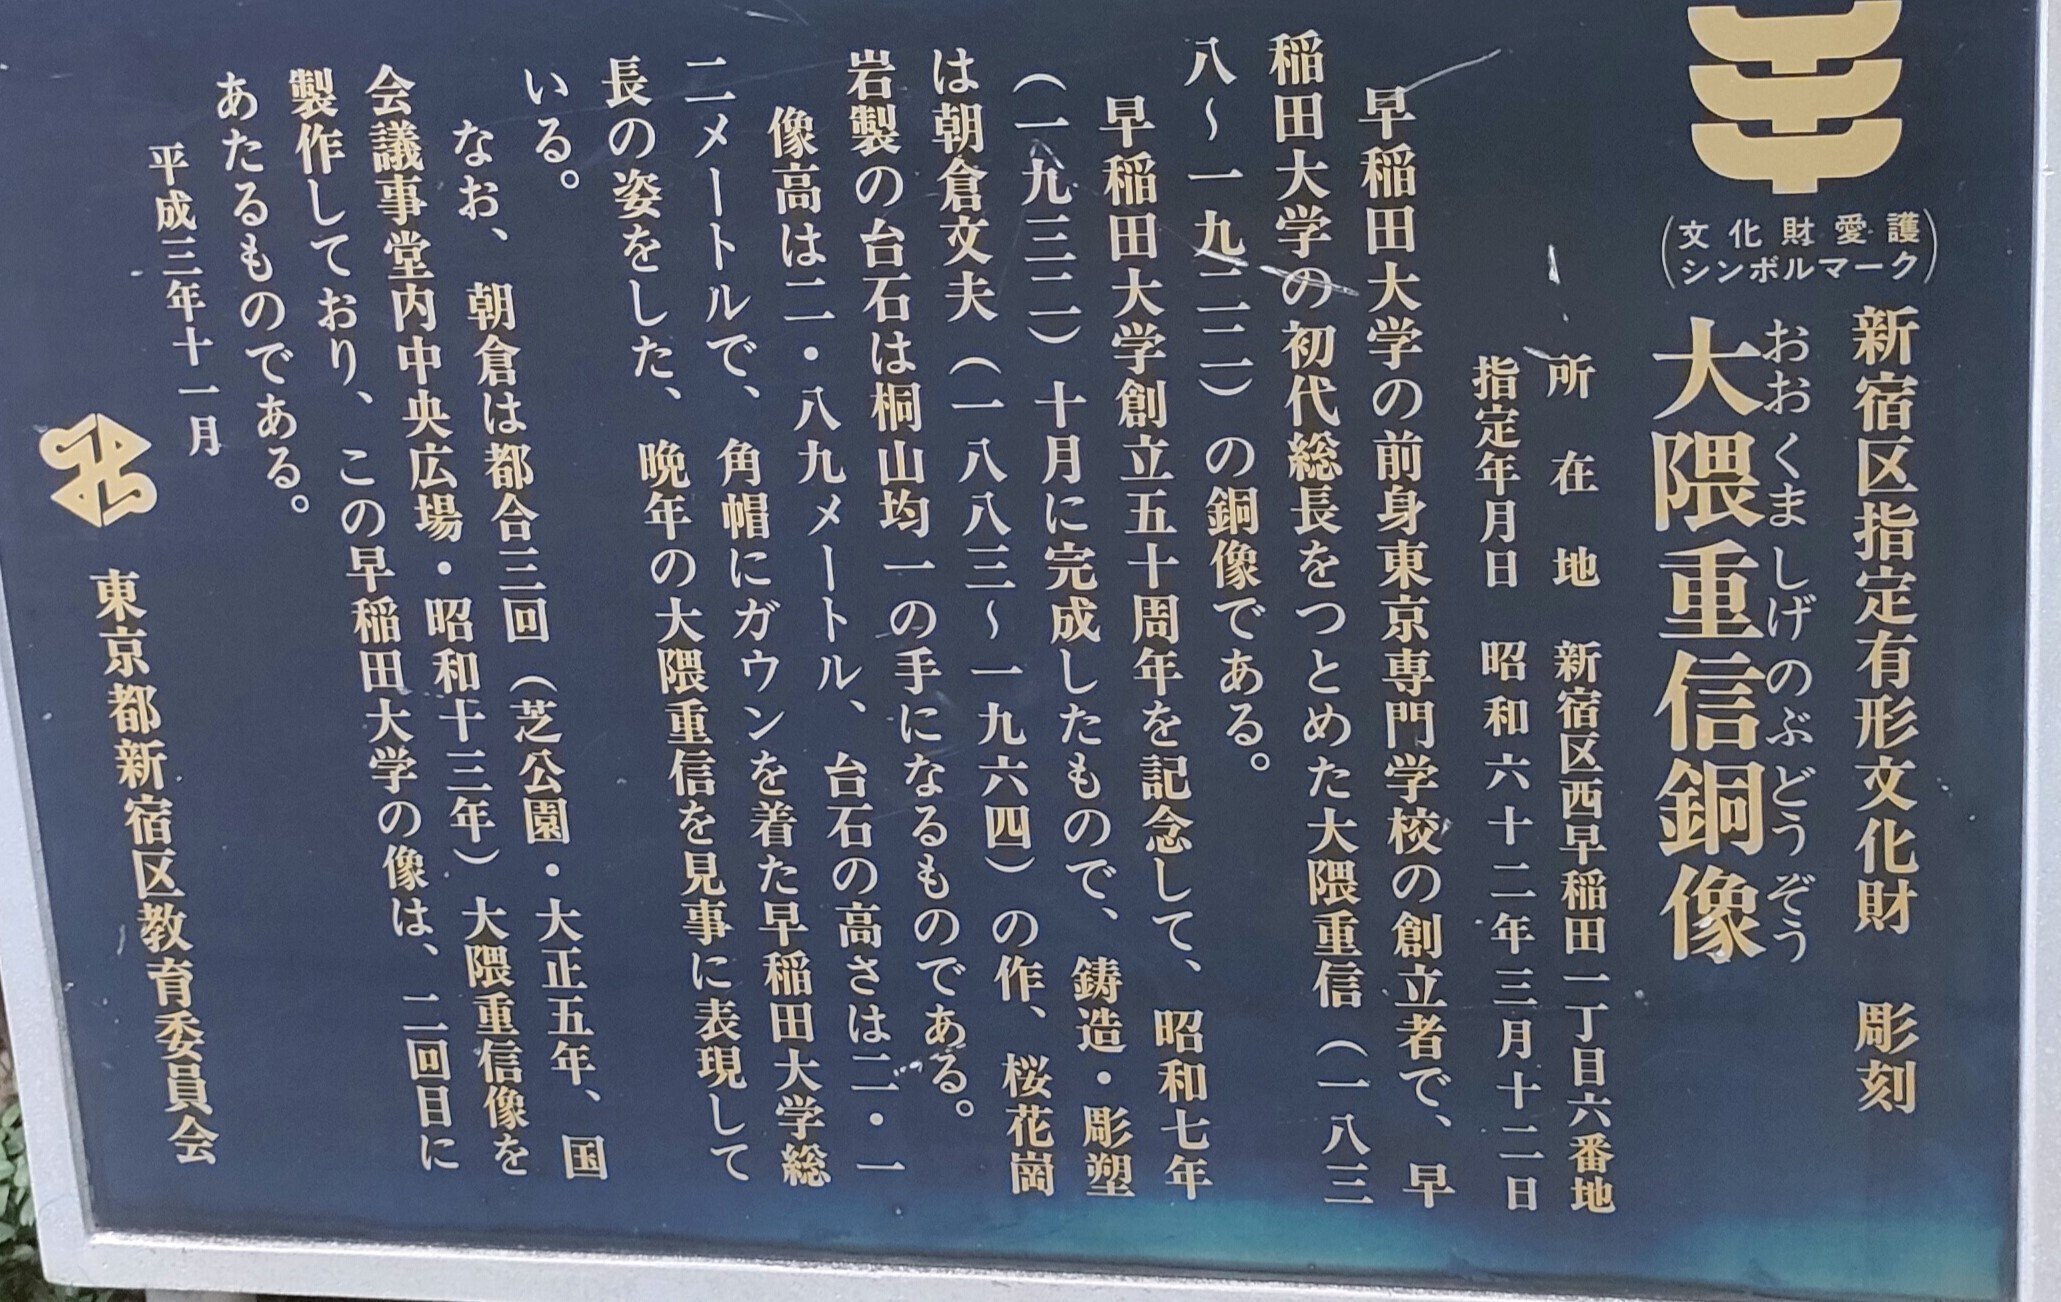 (文化財愛護
シンボルマーク)
新宿区指定有形文化財　彫刻
おおくましげのぶどうぞう
大隈重信銅像
所在地　新宿区西早稲田一丁目六番地
指定年月日　昭和六十二年三月十二日
早稲田大学の前身東京専門学校の創立者で、早
稲田大学の初代総長をつとめた大隈重信（一八三
八～一九二二）の銅像である。
早稲田大学創立五十周年を記念して、昭和七年
（一九三二）十月に完成したもので、鋳造・彫塑
は朝倉文夫（一八八三～一九六四）の作、桜花崗
岩製の台石は桐山均一の手になるものである。
像高は二・八九メートル、台石の高さは二・一
二メートルで、角帽にガウンを着た早稲田大学総
長の姿をした、晩年の大隈重信を見事に表現して
いる。
なお、朝倉は都合三回（芝公園・大正五年、国
会議事堂内中央広場・昭和十三年）大隈重信像を
製作しており、この早稲田大学の像は、二回目に
あたるものである。
平成三年十一月
東京都新宿区教育委員会